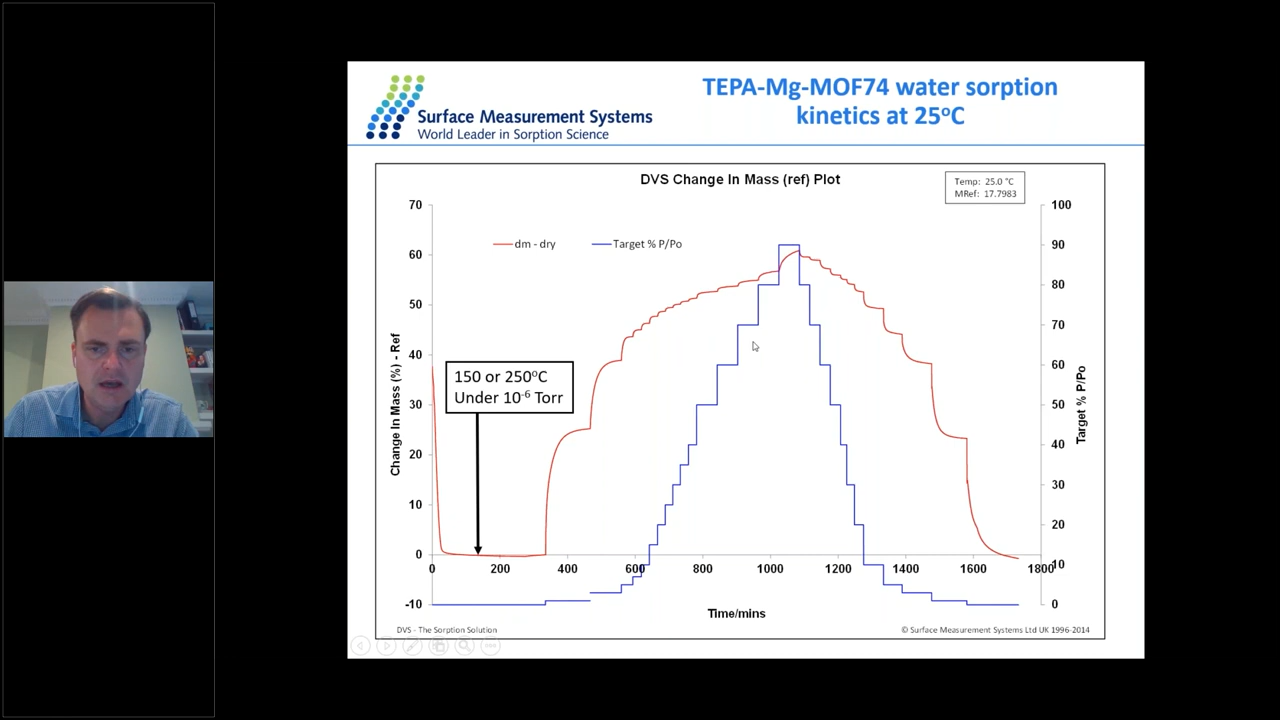 Surface Measurement Systems
World Leader in Sorption Science
TEPA-Mg-MOF74 water sorption
kinetics at 25°C
DVS Change In Mass (ref) Plot
Temp: 25.0 °C
MRef: 17.7983
dm - dry
Target % P/Po
150 or 250°C
Under 10⁻⁶ Torr
Change In Mass (%) - Ref
70
60
50
40
30
20
10
0
-10
Target % P/Po
100
90
80
70
60
50
40
30
20
10
0
0 200 400 600 800 1000 1200 1400 1600 1800
Time/mins
DVS - The Sorption Solution
© Surface Measurement Systems Ltd UK 1996-2014